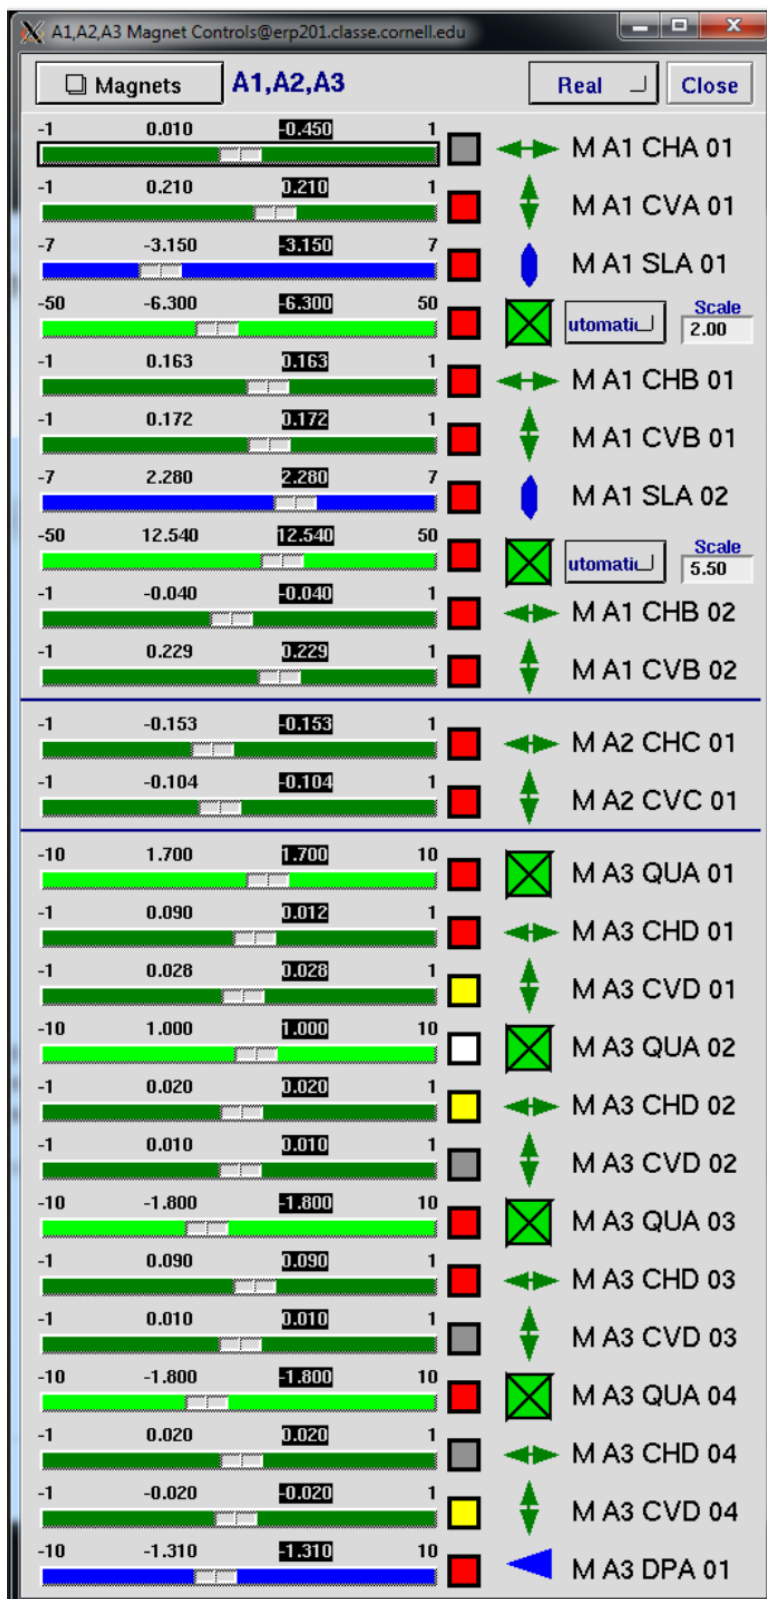 A1,A2,A3 Magnet Controls@erp201.classe.cornell.edu
Magnets A1,A2,A3 Real Close
-1 0.010 -0.450 1
M A1 CHA 01
-1 0.210 0.210 1
M A1 CVA 01
-7 -3.150 -3.150 7
M A1 SLA 01
-50 -6.300 -6.300 50
utomatic Scale
2.00
-1 0.163 0.163 1
M A1 CHB 01
-1 0.172 0.172 1
M A1 CVB 01
-7 2.280 2.280 7
M A1 SLA 02
-50 12.540 12.540 50
utomatic Scale
5.50
-1 -0.040 -0.040 1
M A1 CHB 02
-1 0.229 0.229 1
M A1 CVB 02
-1 -0.153 -0.153 1
M A2 CHC 01
-1 -0.104 -0.104 1
M A2 CVC 01
-10 1.700 1.700 10
M A3 QUA 01
-1 0.090 0.012 1
M A3 CHD 01
-1 0.028 0.028 1
M A3 CVD 01
-10 1.000 1.000 10
M A3 QUA 02
-1 0.020 0.020 1
M A3 CHD 02
-1 0.010 0.010 1
M A3 CVD 02
-10 -1.800 -1.800 10
M A3 QUA 03
-1 0.090 0.090 1
M A3 CHD 03
-1 0.010 0.010 1
M A3 CVD 03
-10 -1.800 -1.800 10
M A3 QUA 04
-1 0.020 0.020 1
M A3 CHD 04
-1 -0.020 -0.020 1
M A3 CVD 04
-10 -1.310 -1.310 10
M A3 DPA 01